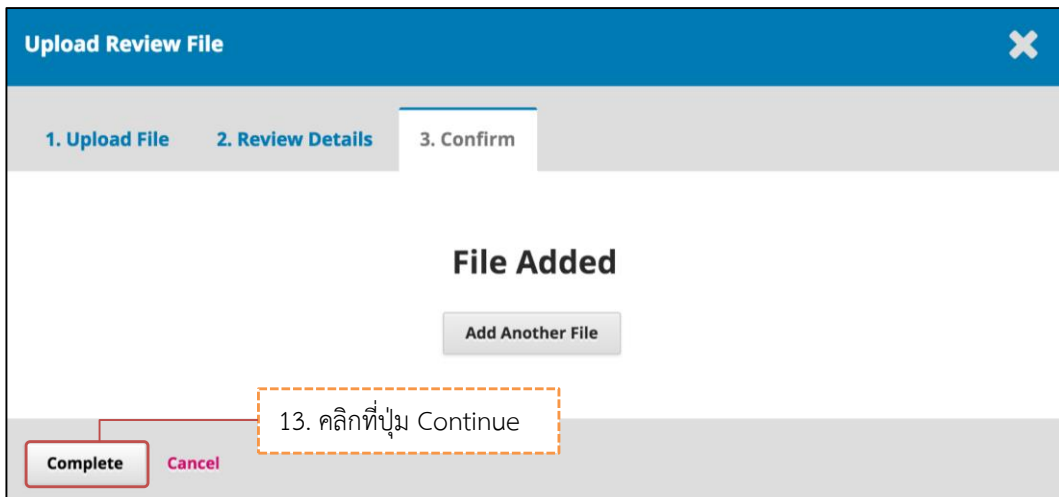 Upload Review File
1. Upload File 2. Review Details 3. Confirm
File Added
Add Another File
13. คลิกที่ปุ่ม Continue
Complete Cancel